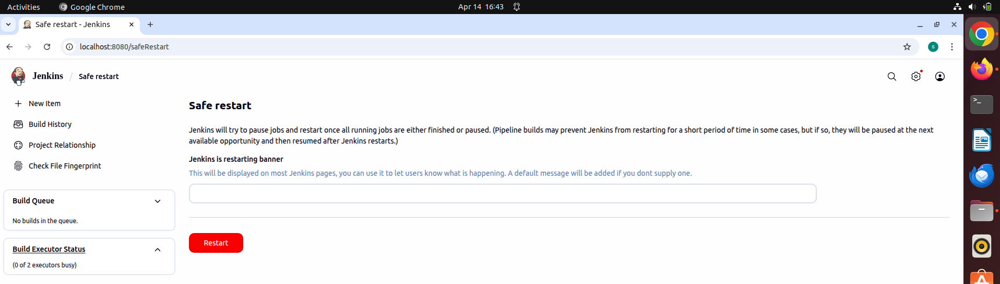 Activities
Google Chrome
Apr 14 16:43
Safe restart - Jenkins
localhost:8080/safeRestart
S
Jenkins / Safe restart
New Item
Build History
Project Relationship
Check File Fingerprint
Build Queue
No builds in the queue.
Build Executor Status
(0 of 2 executors busy)
Safe restart
Jenkins will try to pause jobs and restart once all running jobs are either finished or paused. (Pipeline builds may prevent Jenkins from restarting for a short period of time in some cases, but if so, they will be paused at the next
available opportunity and then resumed after Jenkins restarts.)
Jenkins is restarting banner
This will be displayed on most Jenkins pages, you can use it to let users know what is happening. A default message will be added if you dont supply one.
Restart